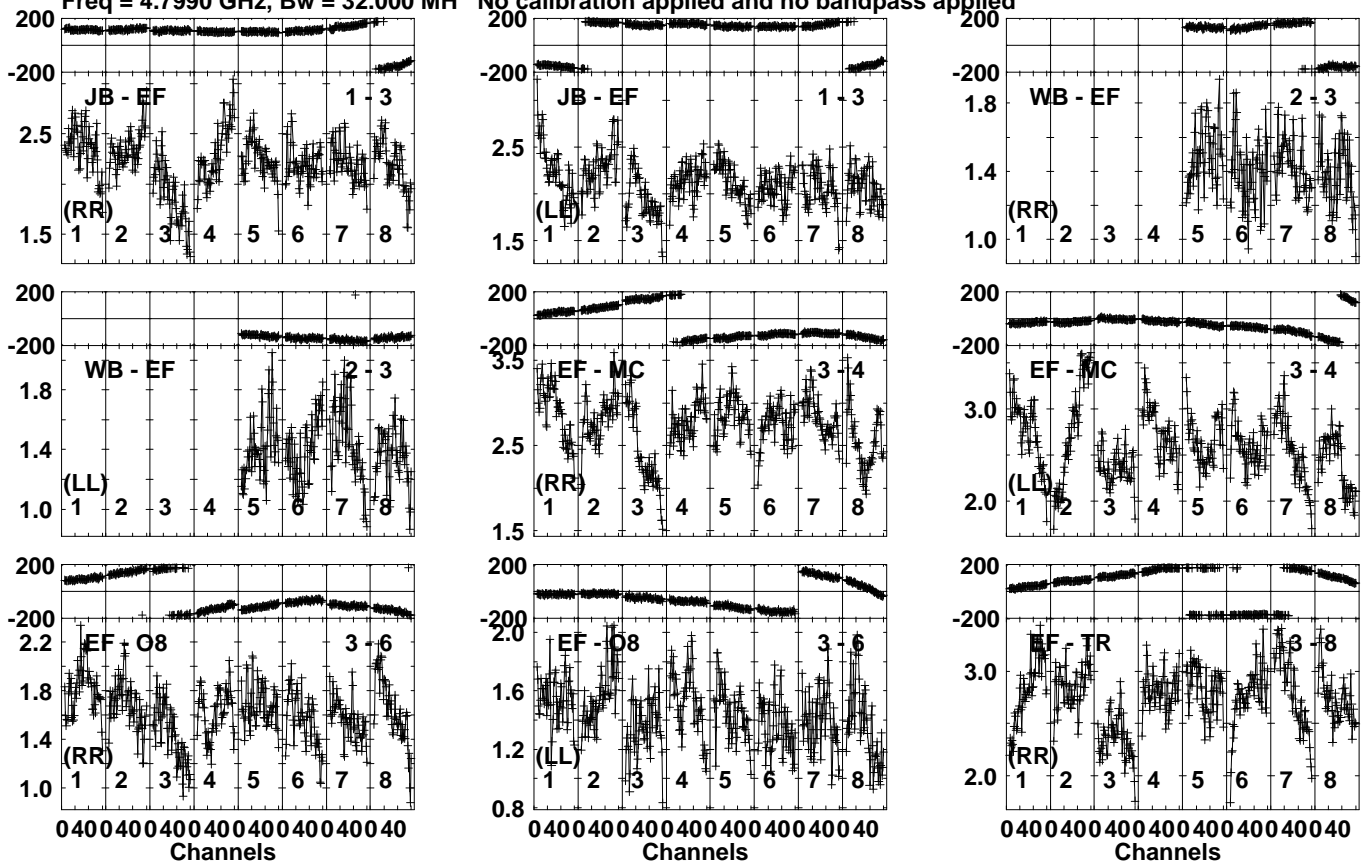 Freq = 4.7990 GHz, Bw = 32.000 MH No calibration applied and no bandpass applied
200
-200
JB - EF 1 - 3
2.5
1.5
(RR)
1 2 3 4 5 6 7 8
200
-200
JB - EF 1 - 3
2.5
1.5
(LL)
1 2 3 4 5 6 7 8
200
-200
WB - EF 2 - 3
1.8
1.4
1.0
(RR)
1 2 3 4 5 6 7 8
200
-200
WB - EF 2 - 3
1.8
1.4
1.0
(LL)
1 2 3 4 5 6 7 8
200
-200
EF - MC 3 - 4
3.5
2.5
1.5
(RR)
1 2 3 4 5 6 7 8
200
-200
EF - MC 3 - 4
3.0
2.0
(LL)
1 2 3 4 5 6 7 8
200
-200
EF - O8 3 - 6
2.2
1.8
1.4
1.0
(RR)
1 2 3 4 5 6 7 8
200
-200
EF - O8 3 - 6
2.0
1.6
1.2
0.8
(LL)
1 2 3 4 5 6 7 8
200
-200
EF - TR 3 - 8
3.0
2.0
(RR)
1 2 3 4 5 6 7 8
0 40 0 40 0 40 0 40 0 40 0 40 0 40 0 40
Channels
0 40 0 40 0 40 0 40 0 40 0 40 0 40 0 40
Channels
0 40 0 40 0 40 0 40 0 40 0 40 0 40 0 40
Channels